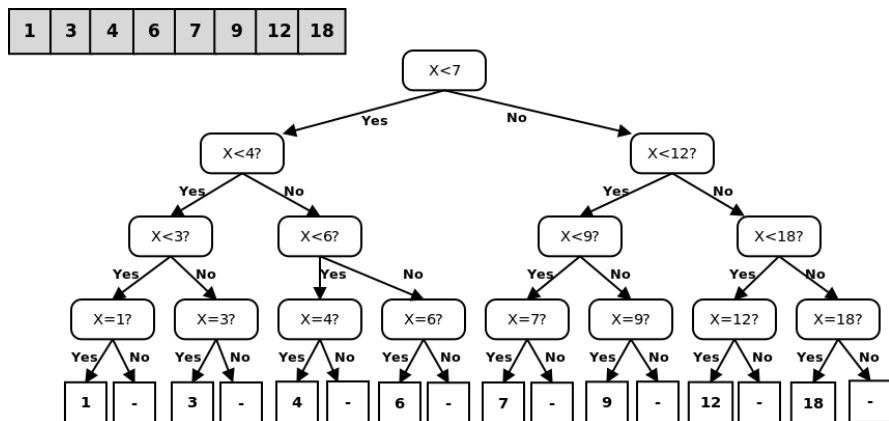 1 3 4 6 7 9 12 18
X<7
Yes No
X<4? X<12?
Yes No Yes No
X<3? X<6? X<9? X<18?
Yes No Yes No Yes No Yes No
X=1? X=3? X=4? X=6? X=7? X=9? X=12? X=18?
Yes No Yes No Yes No Yes No Yes No Yes No Yes No Yes No
1 - 3 - 4 - 6 - 7 - 9 - 12 - 18 -